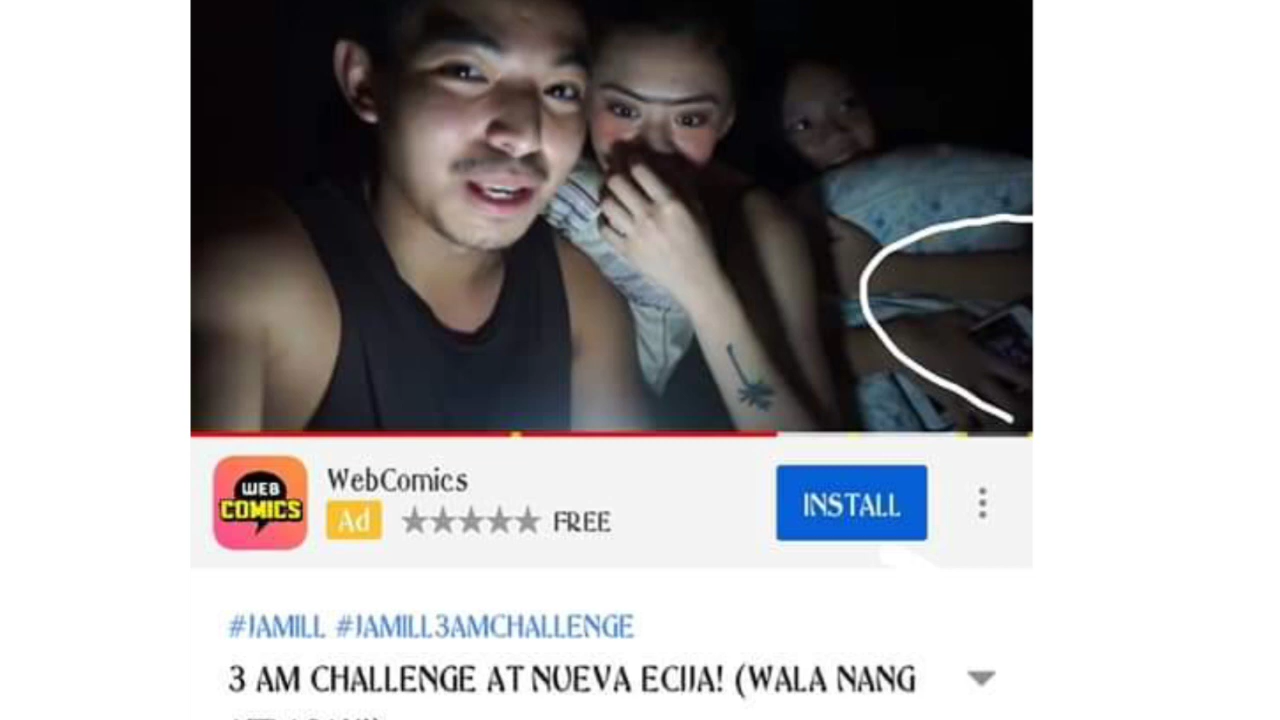 WebComics
WEB
COMICS
Ad FREE
INSTALL
#JAMILL #JAMILL3AMCHALLENGE
3 AM CHALLENGE AT NUEVA ECIJA! (WALA NANG